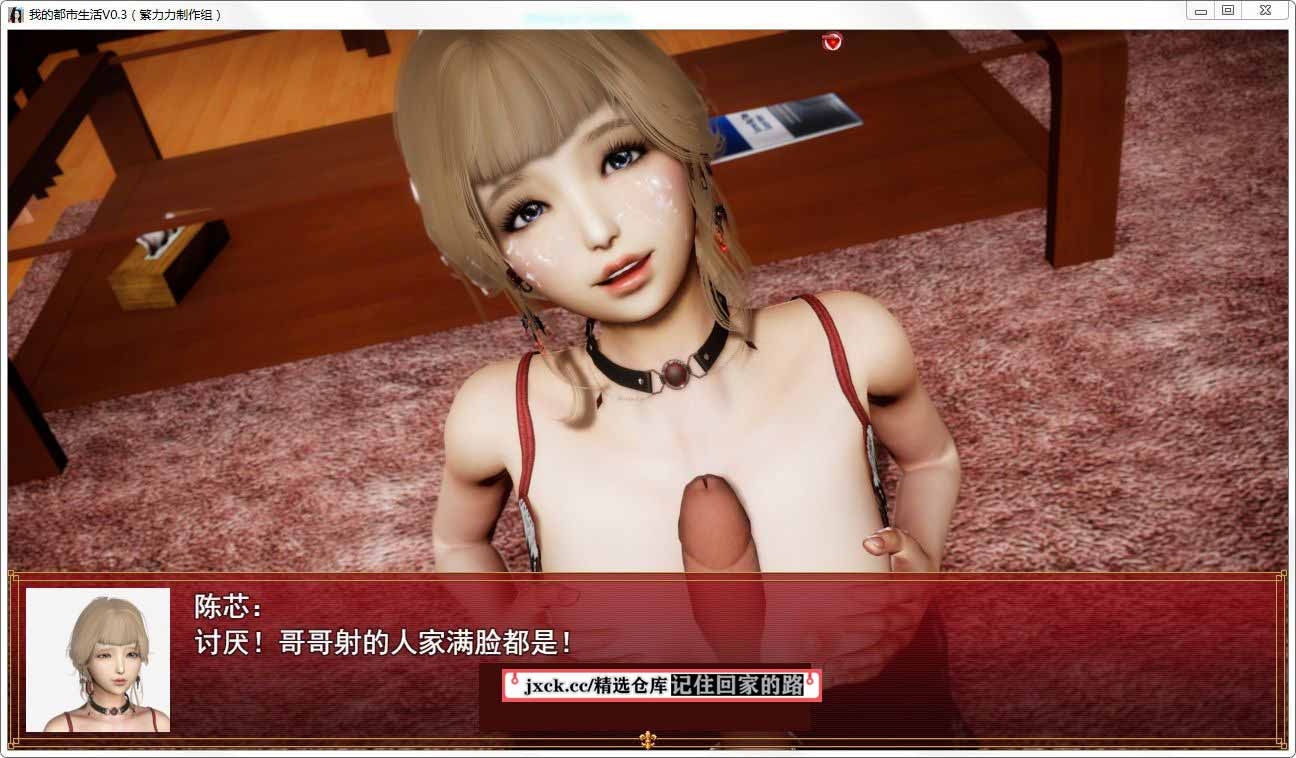 我的都市生活V0.3（繁力力制作组）
陈芯：
讨厌！哥哥射的人家满脸都是！
jxck.cc/精选仓库 记住回家的路